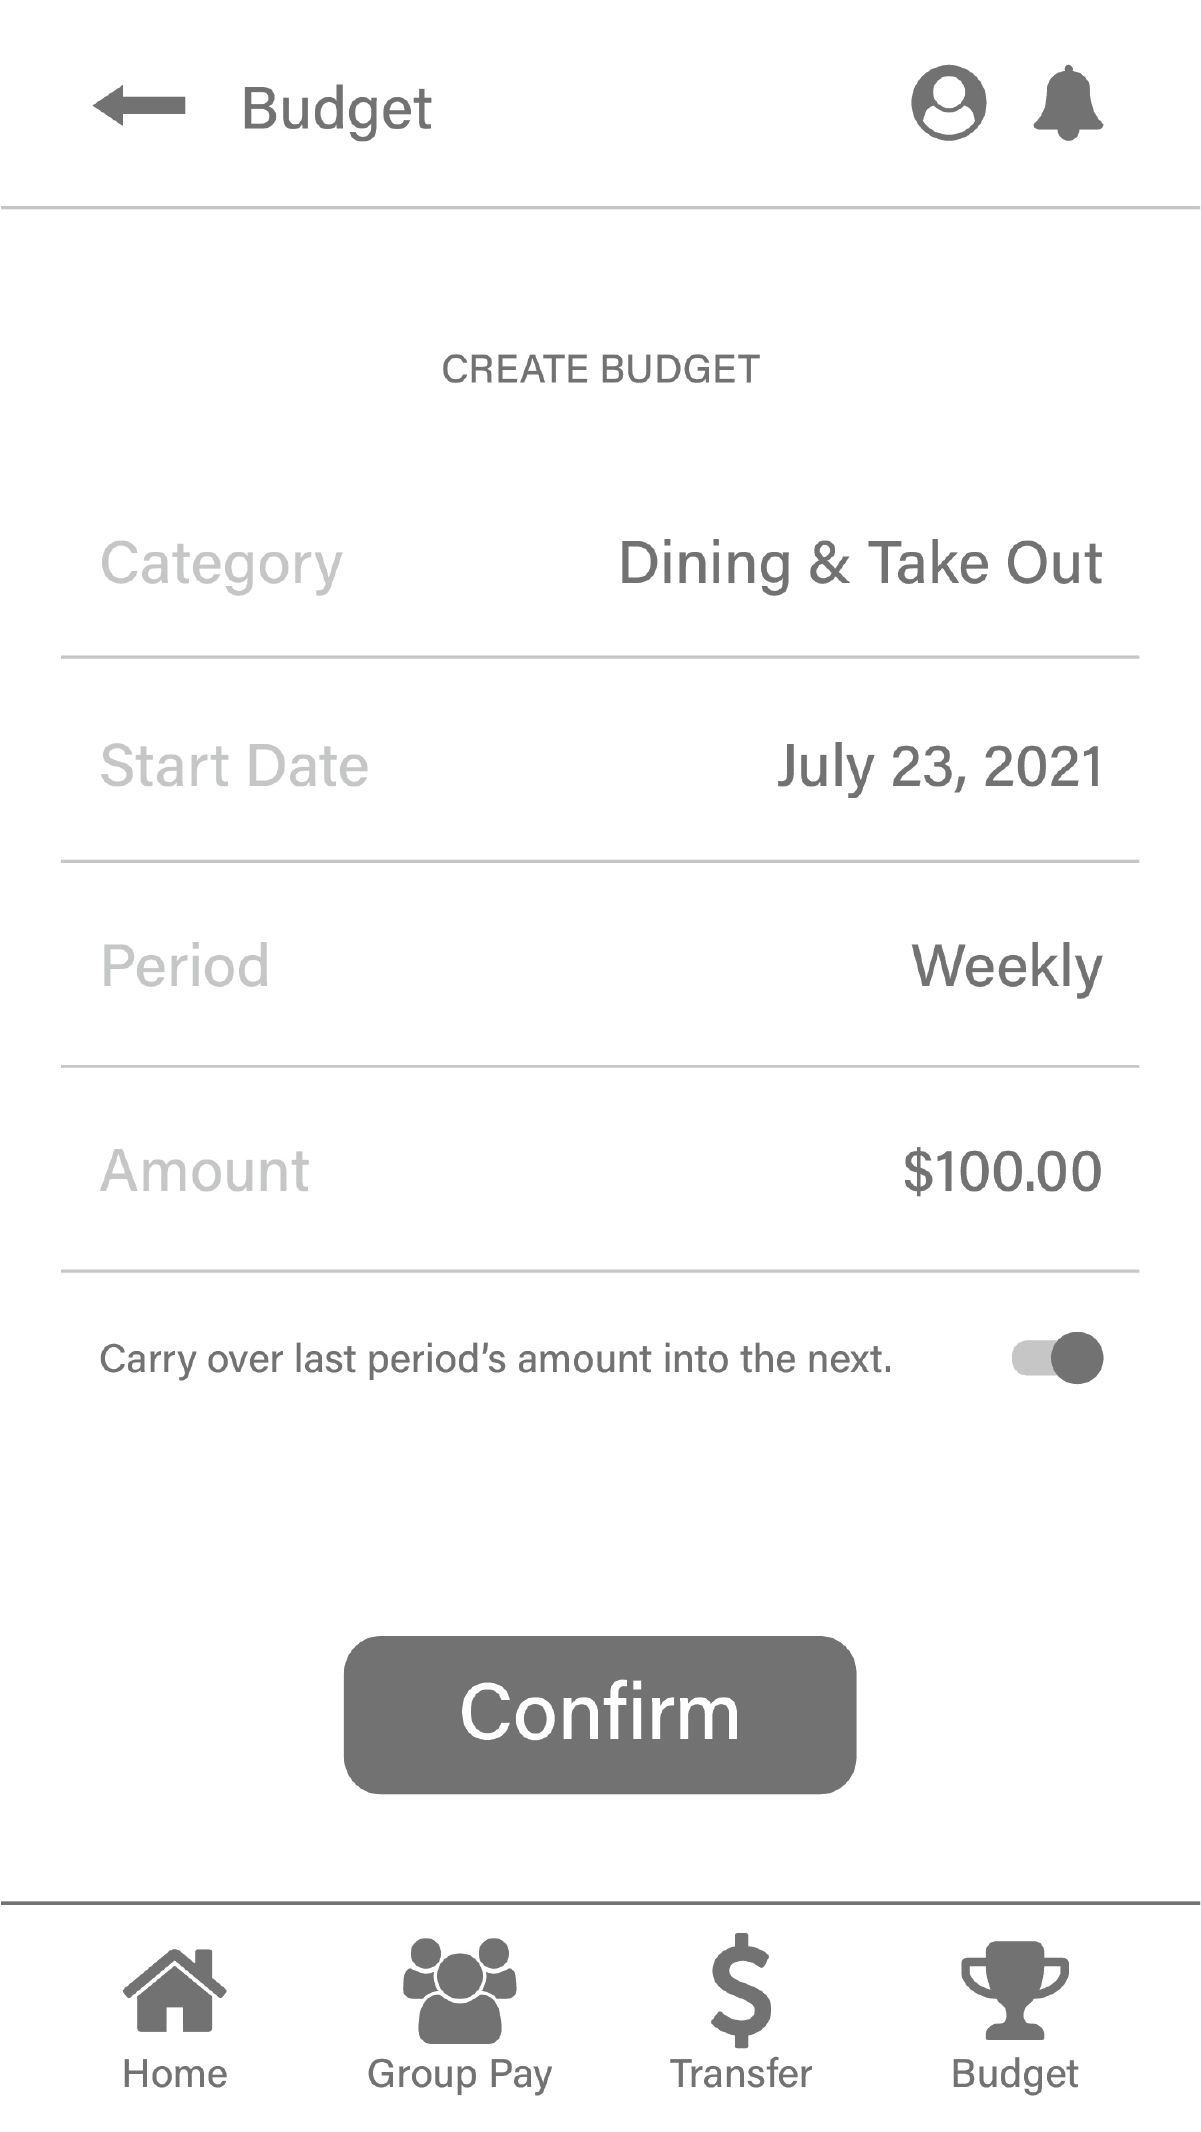 Budget
CREATE BUDGET
Category Dining & Take Out
Start Date July 23, 2021
Period Weekly
Amount $100.00
Carry over last period’s amount into the next.
Confirm
Home Group Pay Transfer Budget